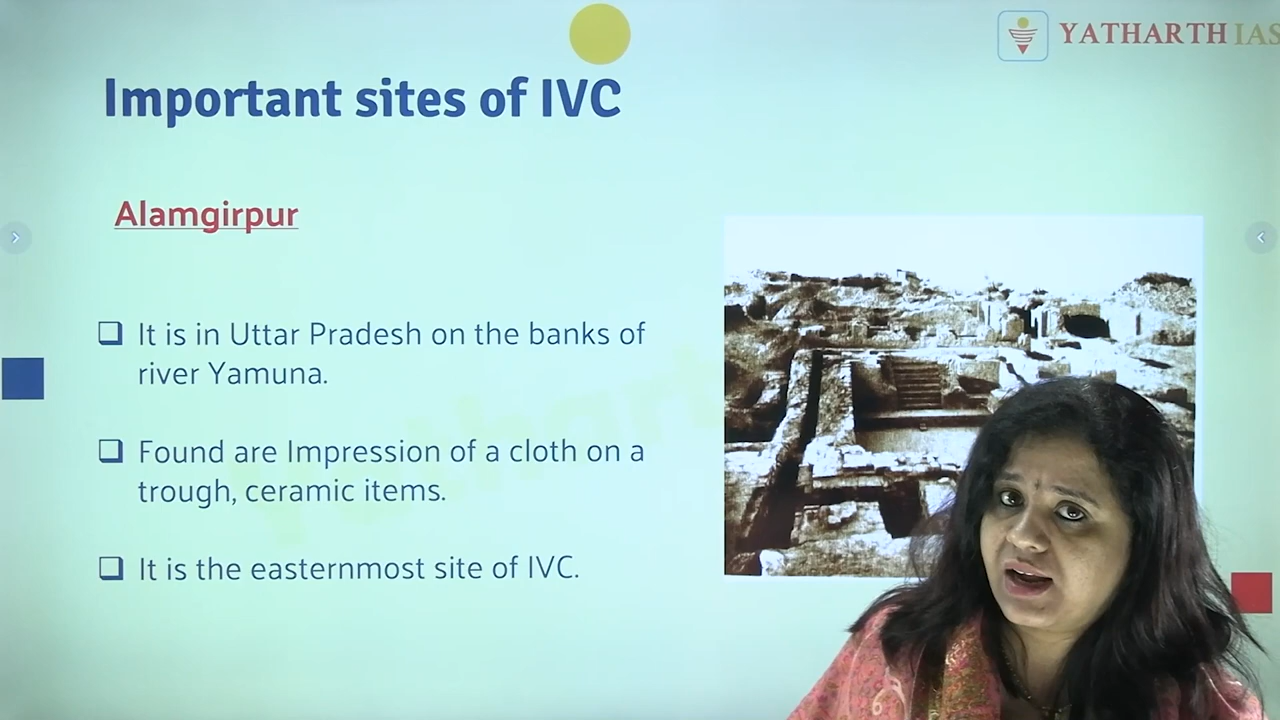 YATHARTH IAS
Important sites of IVC
Alamgirpur
It is in Uttar Pradesh on the banks of
river Yamuna.
Found are Impression of a cloth on a
trough, ceramic items.
It is the easternmost site of IVC.